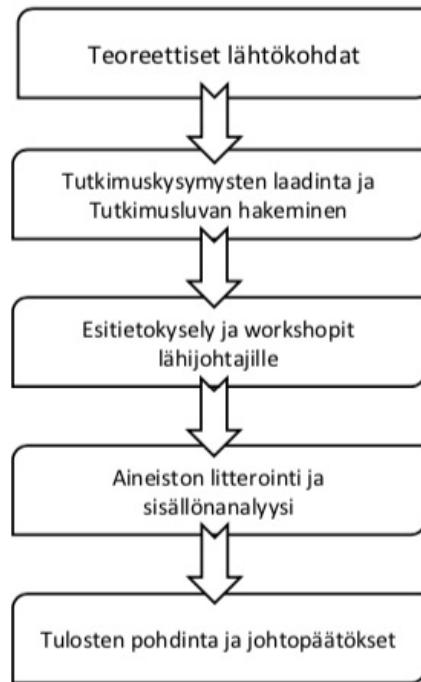 Teoreettiset lähtökohdat
Tutkimuskysymysten laadinta ja
Tutkimusluvan hakeminen
Esitietokysely ja workshopit
lähijohtajille
Aineiston litterointi ja
sisällönanalyysi
Tulosten pohdinta ja johtopäätökset